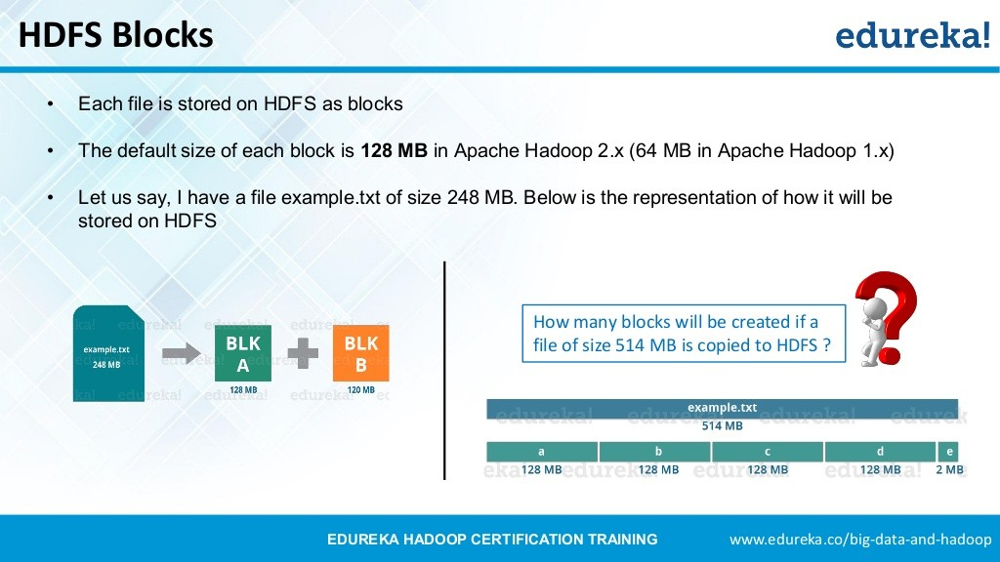 HDFS Blocks
edureka!
• Each file is stored on HDFS as blocks
• The default size of each block is 128 MB in Apache Hadoop 2.x (64 MB in Apache Hadoop 1.x)
• Let us say, I have a file example.txt of size 248 MB. Below is the representation of how it will be
stored on HDFS
example.txt
248 MB
BLK
A
128 MB
BLK
B
120 MB
How many blocks will be created if a
file of size 514 MB is copied to HDFS ?
example.txt
514 MB
a b c d e
128 MB 128 MB 128 MB 128 MB 2 MB
EDUREKA HADOOP CERTIFICATION TRAINING
www.edureka.co/big-data-and-hadoop